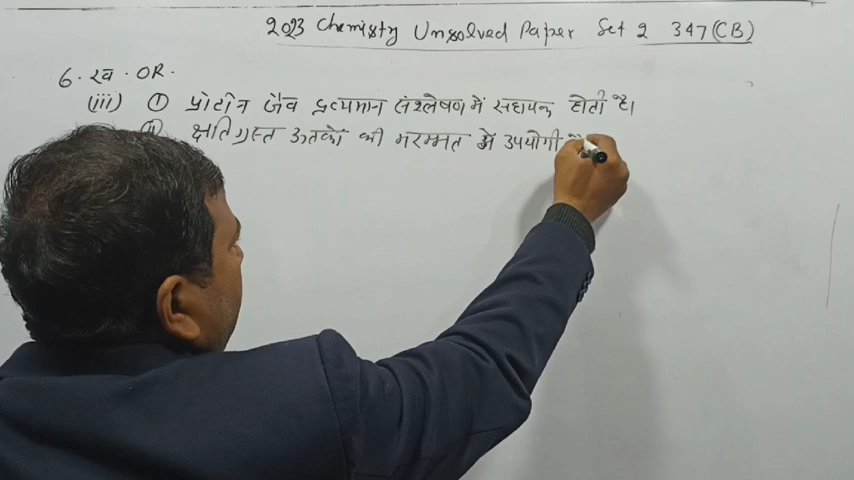 2023 Chemistry Unsolved Paper Set 2 347(CB)
6. ख. OR.
(iii) ① प्रोटीन जैव द्रव्यमान संश्लेषण में सहायक होती है।
क्षतिग्रस्त ऊतकों की मरम्मत में उपयोगी